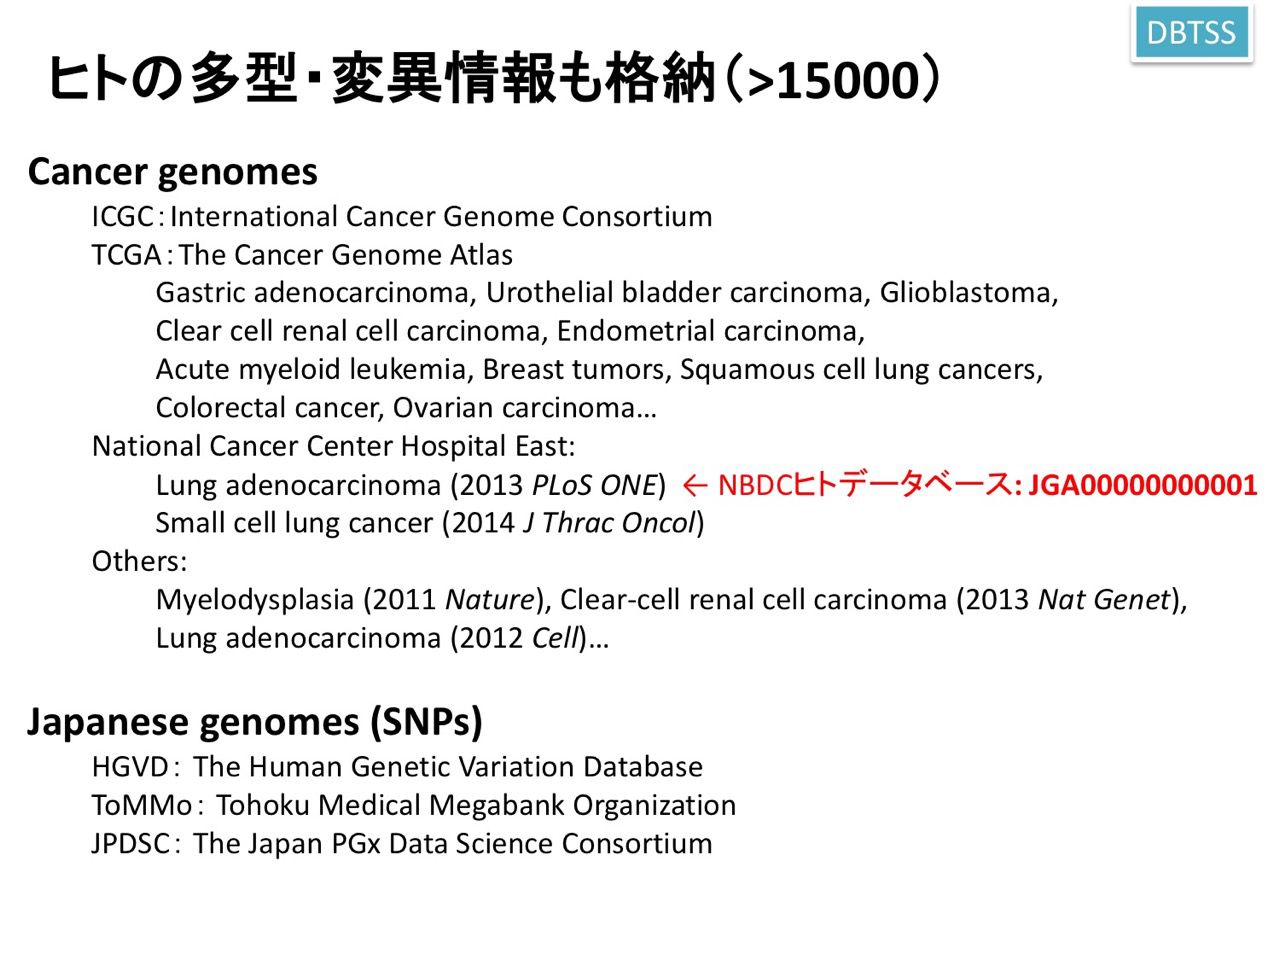 DBTSS
ヒトの多型・変異情報も格納（>15000）
Cancer genomes
ICGC：International Cancer Genome Consortium
TCGA：The Cancer Genome Atlas
Gastric adenocarcinoma, Urothelial bladder carcinoma, Glioblastoma,
Clear cell renal cell carcinoma, Endometrial carcinoma,
Acute myeloid leukemia, Breast tumors, Squamous cell lung cancers,
Colorectal cancer, Ovarian carcinoma…
National Cancer Center Hospital East:
Lung adenocarcinoma (2013 PLoS ONE) ← NBDCヒトデータベース: JGA00000000001
Small cell lung cancer (2014 J Thrac Oncol)
Others:
Myelodysplasia (2011 Nature), Clear-cell renal cell carcinoma (2013 Nat Genet),
Lung adenocarcinoma (2012 Cell)…
Japanese genomes (SNPs)
HGVD： The Human Genetic Variation Database
ToMMo： Tohoku Medical Megabank Organization
JPDSC： The Japan PGx Data Science Consortium